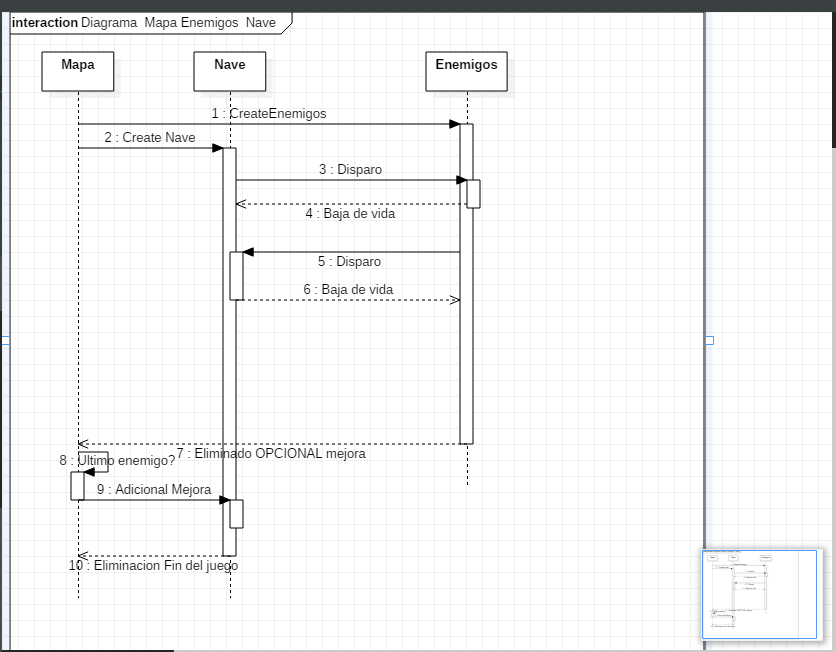 interaction Diagrama Mapa Enemigos Nave
Mapa
Nave
Enemigos
1 : CreateEnemigos
2 : Create Nave
3 : Disparo
4 : Baja de vida
5 : Disparo
6 : Baja de vida
7 : Eliminado OPCIONAL mejora
8 : Ultimo enemigo?
9 : Adicional Mejora
10 : Eliminacion Fin del juego